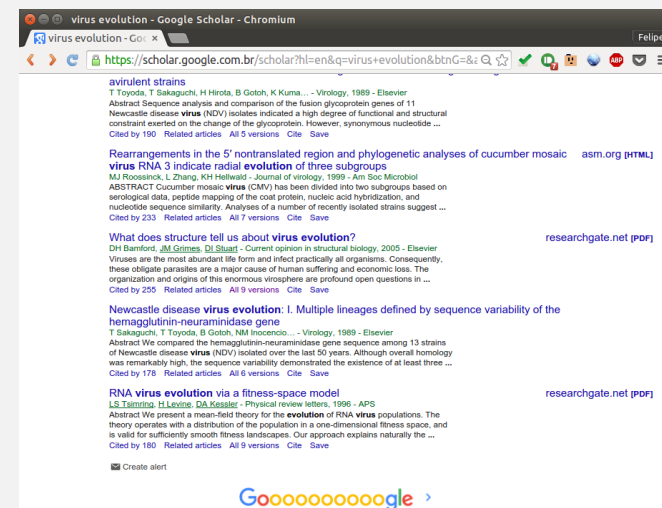 virus evolution - Google Scholar - Chromium
virus evolution - Goo ×
Felipe
https://scholar.google.com.br/scholar?hl=en&q=virus+evolution&btnG=&
avirulent strains
T Toyoda, T Sakaguchi, H Hirota, B Gotoh, K Kuma... - Virology, 1989 - Elsevier
Abstract Sequence analysis and comparison of the fusion glycoprotein genes of 11
Newcastle disease virus (NDV) isolates indicated a high degree of functional and structural
constraint exerted on the change of the glycoprotein. However, synonymous nucleotide ...
Cited by 190 Related articles All 5 versions Cite Save
Rearrangements in the 5' nontranslated region and phylogenetic analyses of cucumber mosaic asm.org [HTML]
virus RNA 3 indicate radial evolution of three subgroups
MJ Roossinck, L Zhang, KH Hellwald - Journal of virology, 1999 - Am Soc Microbiol
ABSTRACT Cucumber mosaic virus (CMV) has been divided into two subgroups based on
serological data, peptide mapping of the coat protein, nucleic acid hybridization, and
nucleotide sequence similarity. Analyses of a number of recently isolated strains suggest ...
Cited by 233 Related articles All 7 versions Cite Save
What does structure tell us about virus evolution? researchgate.net [PDF]
DH Bamford, JM Grimes, DI Stuart - Current opinion in structural biology, 2005 - Elsevier
Viruses are the most abundant life form and infect practically all organisms. Consequently,
these obligate parasites are a major cause of human suffering and economic loss. The
organization and origins of this enormous virosphere are profound open questions in ...
Cited by 255 Related articles All 9 versions Cite Save
Newcastle disease virus evolution: I. Multiple lineages defined by sequence variability of the
hemagglutinin-neuraminidase gene
T Sakaguchi, T Toyoda, B Gotoh, NM Inocencio... - Virology, 1989 - Elsevier
Abstract We compared the hemagglutinin-neuraminidase gene sequence among 13 strains
of Newcastle disease virus (NDV) isolated over the last 50 years. Although overall homology
was remarkably high, the sequence variability demonstrated the existence of at least three ...
Cited by 178 Related articles All 6 versions Cite Save
RNA virus evolution via a fitness-space model researchgate.net [PDF]
LS Tsimring, H Levine, DA Kessler - Physical review letters, 1996 - APS
Abstract We present a mean-field theory for the evolution of RNA virus populations. The
theory operates with a distribution of the population in a one-dimensional fitness space, and
is valid for sufficiently smooth fitness landscapes. Our approach explains naturally the ...
Cited by 180 Related articles All 9 versions Cite Save
Create alert
Goooooooooogle